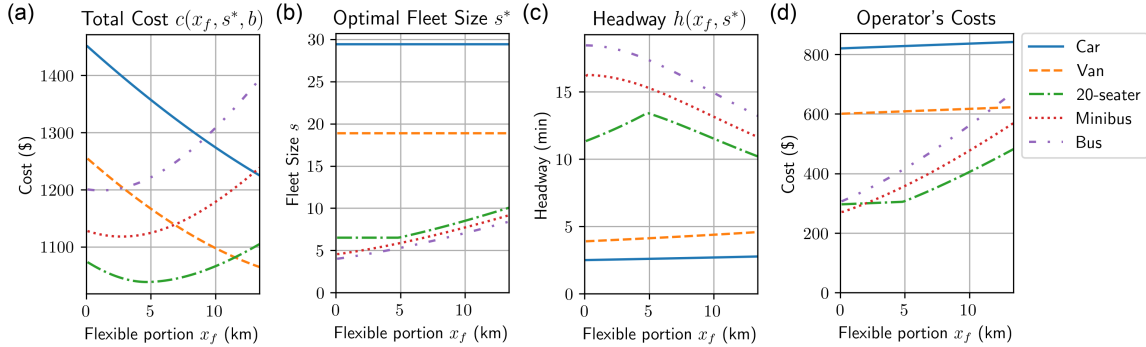 (a)
Total Cost c(x_f, s*, b)
1400
1300
1200
1100
Cost ($)
0
5
10
Flexible portion x_f (km)
(b)
Optimal Fleet Size s*
30
25
20
15
10
5
0
Fleet Size s
0
5
10
Flexible portion x_f (km)
(c)
Headway h(x_f, s*)
15
10
5
0
Headway (min)
0
5
10
Flexible portion x_f (km)
(d)
Operator's Costs
800
600
400
200
0
Cost ($)
0
5
10
Flexible portion x_f (km)
Car
Van
20-seater
Minibus
Bus